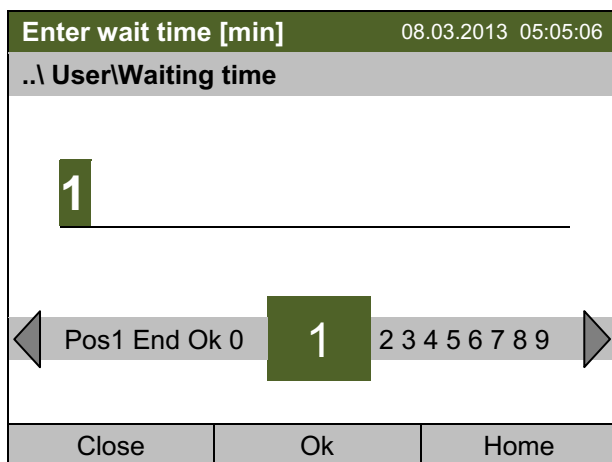 Enter wait time [min] 08.03.2013 05:05:06
..\ User\Waiting time
1
Pos1 End Ok 0 1 2 3 4 5 6 7 8 9
Close Ok Home